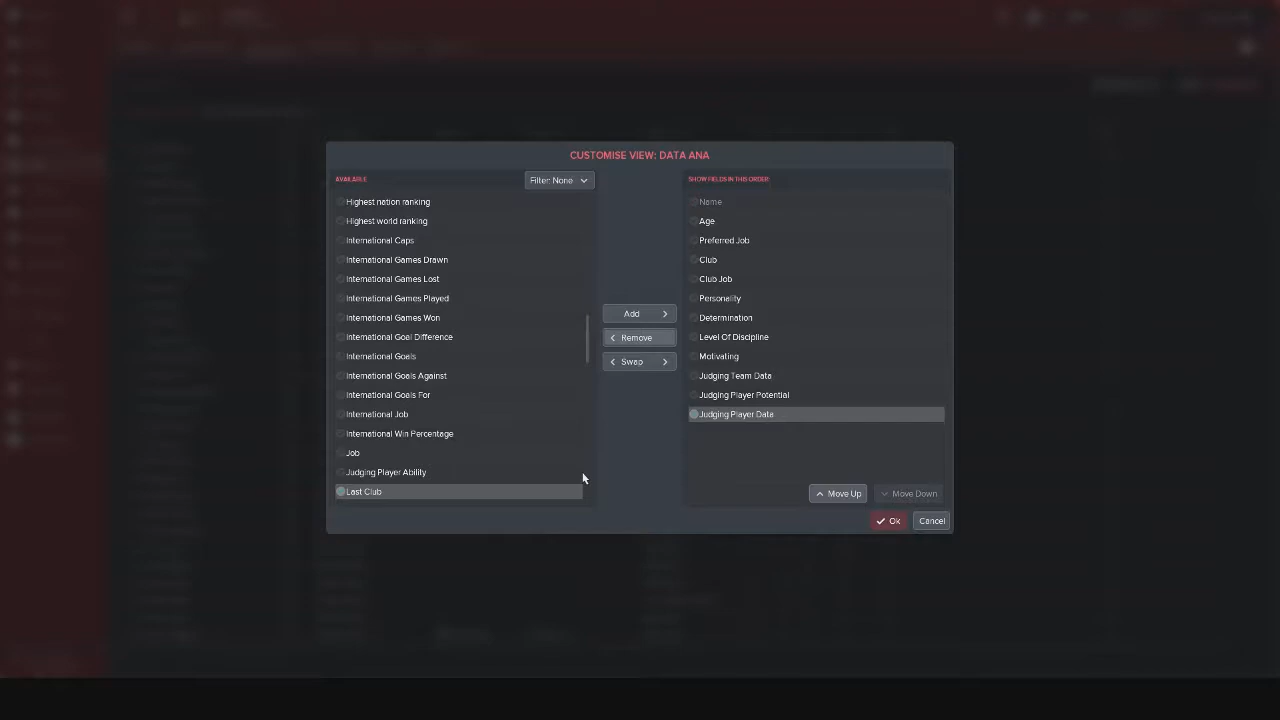 CUSTOMISE VIEW: DATA ANA
AVAILABLE
Filter: None
Highest nation ranking
Highest world ranking
International Caps
International Games Drawn
International Games Lost
International Games Played
International Games Won
International Goal Difference
International Goals
International Goals Against
International Goals For
International Job
International Win Percentage
Job
Judging Player Ability
Last Club
Add
Remove
Swap
SHOW FIELDS IN THIS ORDER
Name
Age
Preferred Job
Club
Club Job
Personality
Determination
Level Of Discipline
Motivating
Judging Team Data
Judging Player Potential
Judging Player Data
Move Up
Move Down
Ok
Cancel